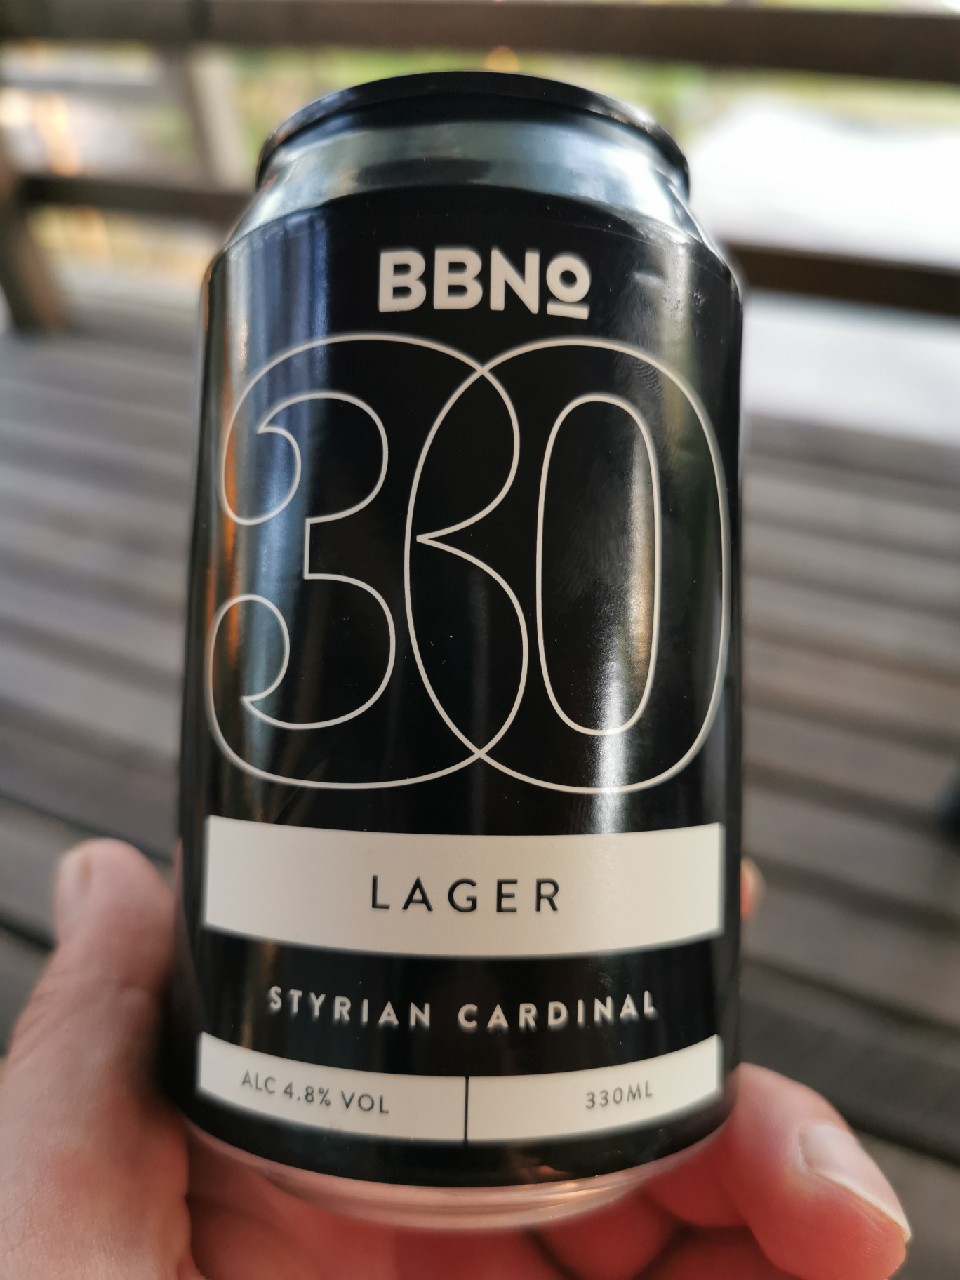 BBNo
30
LAGER
STYRIAN CARDINAL
ALC 4.8% VOL
330ML